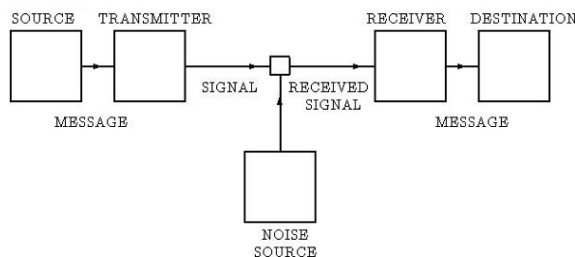 SOURCE
TRANSMITTER
RECEIVER
DESTINATION
SIGNAL
RECEIVED
SIGNAL
MESSAGE
MESSAGE
NOISE
SOURCE